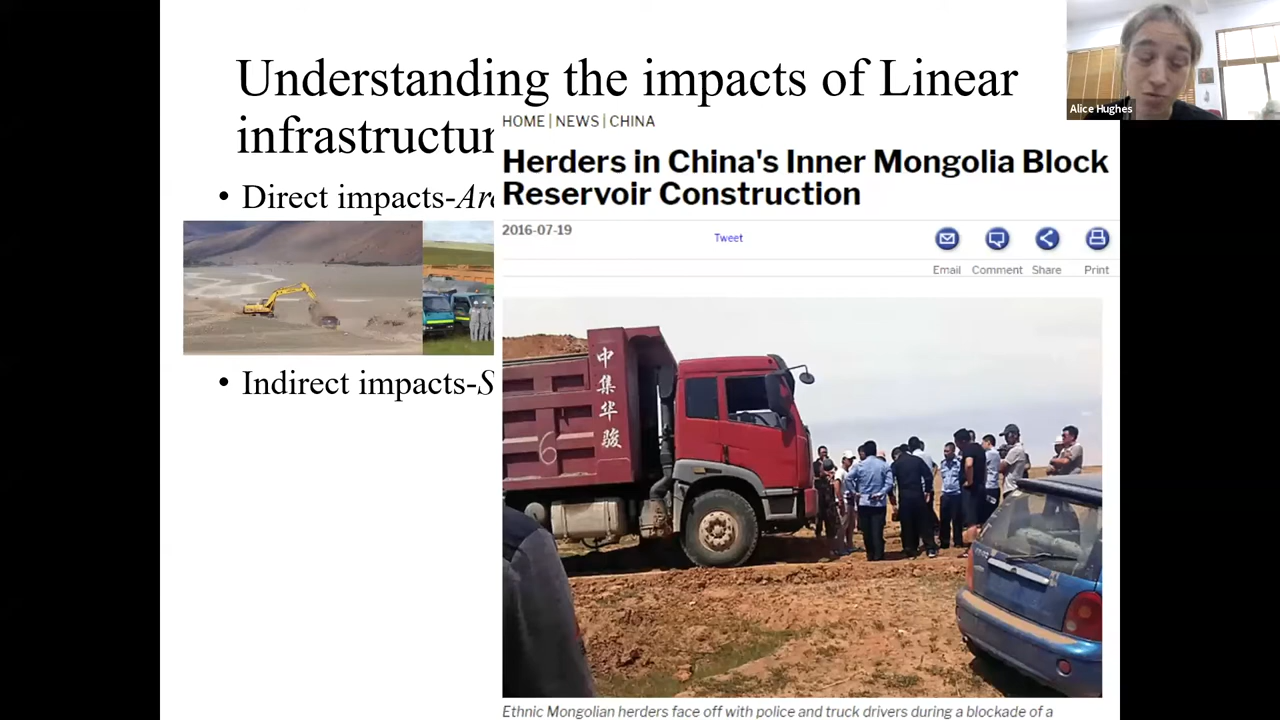 Understanding the impacts of Linear
infrastructur
• Direct impacts-Are
• Indirect impacts-S
HOME | NEWS | CHINA
Herders in China's Inner Mongolia Block
Reservoir Construction
2016-07-19
Tweet
Email
Comment
Share
Print
中集华骏
6
Ethnic Mongolian herders face off with police and truck drivers during a blockade of a
Alice Hughes